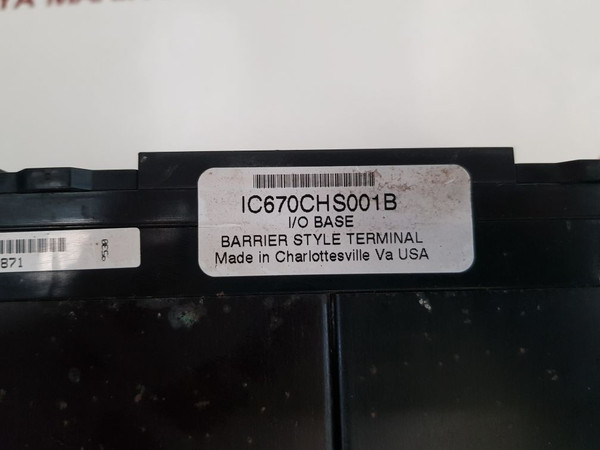 IC670CHS001B
I/O BASE
BARRIER STYLE TERMINAL
Made in Charlottesville Va USA
871